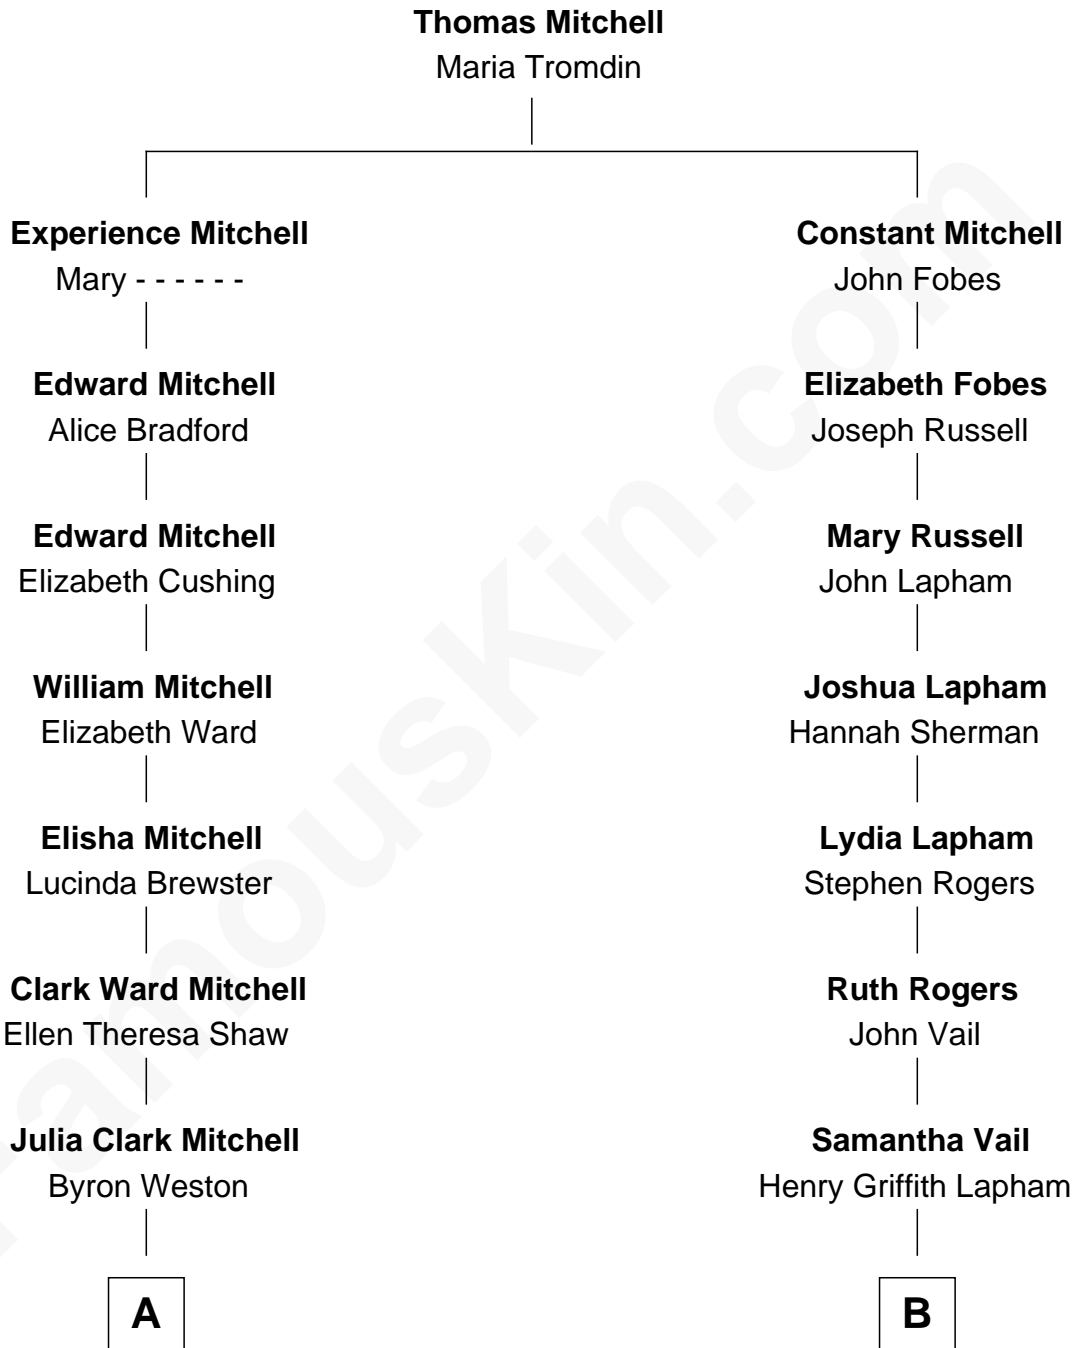 Thomas Mitchell
Maria Tromdin
Experience Mitchell
Mary - - - - - -
Constant Mitchell
John Fobes
Edward Mitchell
Alice Bradford
Elizabeth Fobes
Joseph Russell
Edward Mitchell
Elizabeth Cushing
Mary Russell
John Lapham
William Mitchell
Elizabeth Ward
Joshua Lapham
Hannah Sherman
Elisha Mitchell
Lucinda Brewster
Lydia Lapham
Stephen Rogers
Clark Ward Mitchell
Ellen Theresa Shaw
Ruth Rogers
John Vail
Julia Clark Mitchell
Byron Weston
Samantha Vail
Henry Griffith Lapham
A
B
FamousKin.com